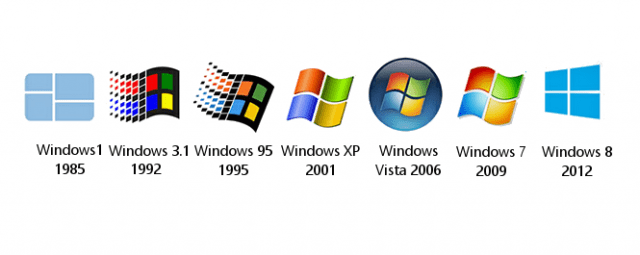 Windows1
1985
Windows 3.1
1992
Windows 95
1995
Windows XP
2001
Windows
Vista 2006
Windows 7
2009
Windows 8
2012